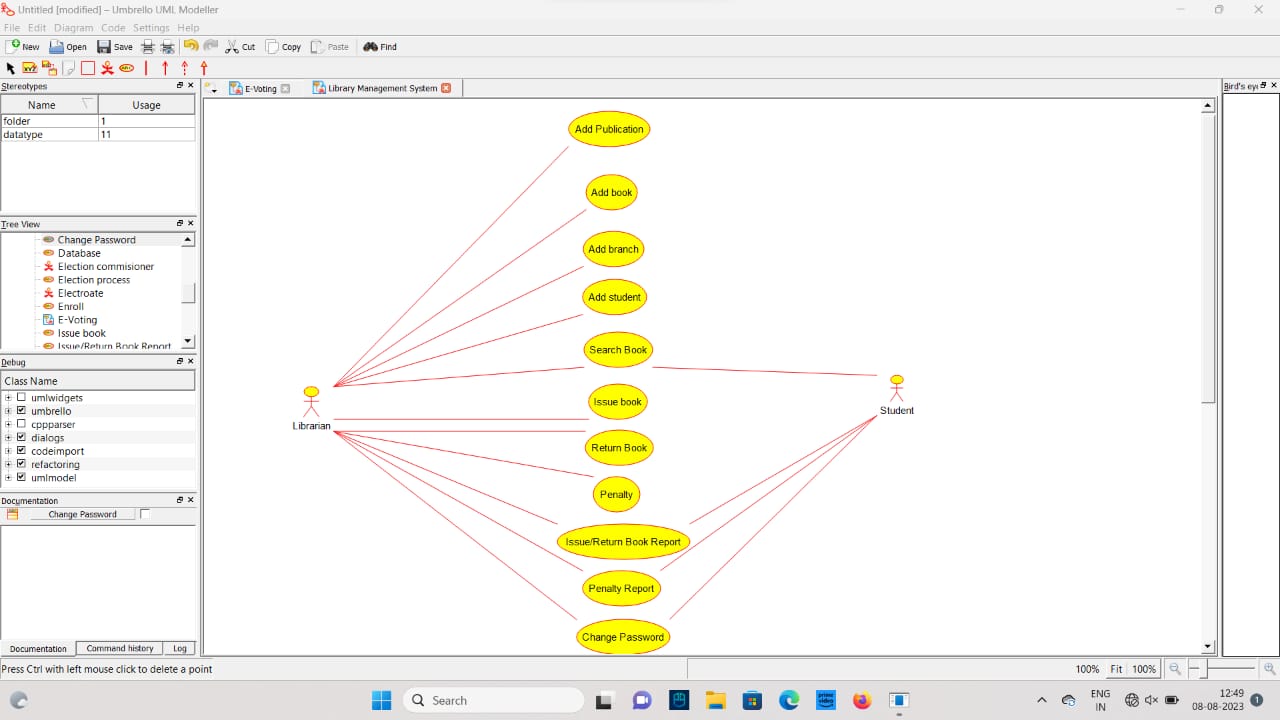 Untitled [modified] – Umbrello UML Modeller
File Edit Diagram Code Settings Help
New Open Save Cut Copy Paste Find
Stereotypes
Name Usage
folder 1
datatype 11
Tree View
Change Password
Database
Election commisioner
Election process
Electroate
Enroll
E-Voting
Issue book
Issue/Return Book Report
Debug
Class Name
umlwidgets
umbrello
cppparser
dialogs
codeimport
refactoring
umlmodel
Documentation
Change Password
Documentation Command history Log
E-Voting Library Management System
Add Publication
Add book
Add branch
Add student
Search Book
Issue book
Return Book
Penalty
Issue/Return Book Report
Penalty Report
Change Password
Librarian
Student
Bird's eye
Press Ctrl with left mouse click to delete a point
100% Fit 100%
Search
ENG
IN
12:49
08-08-2023
1